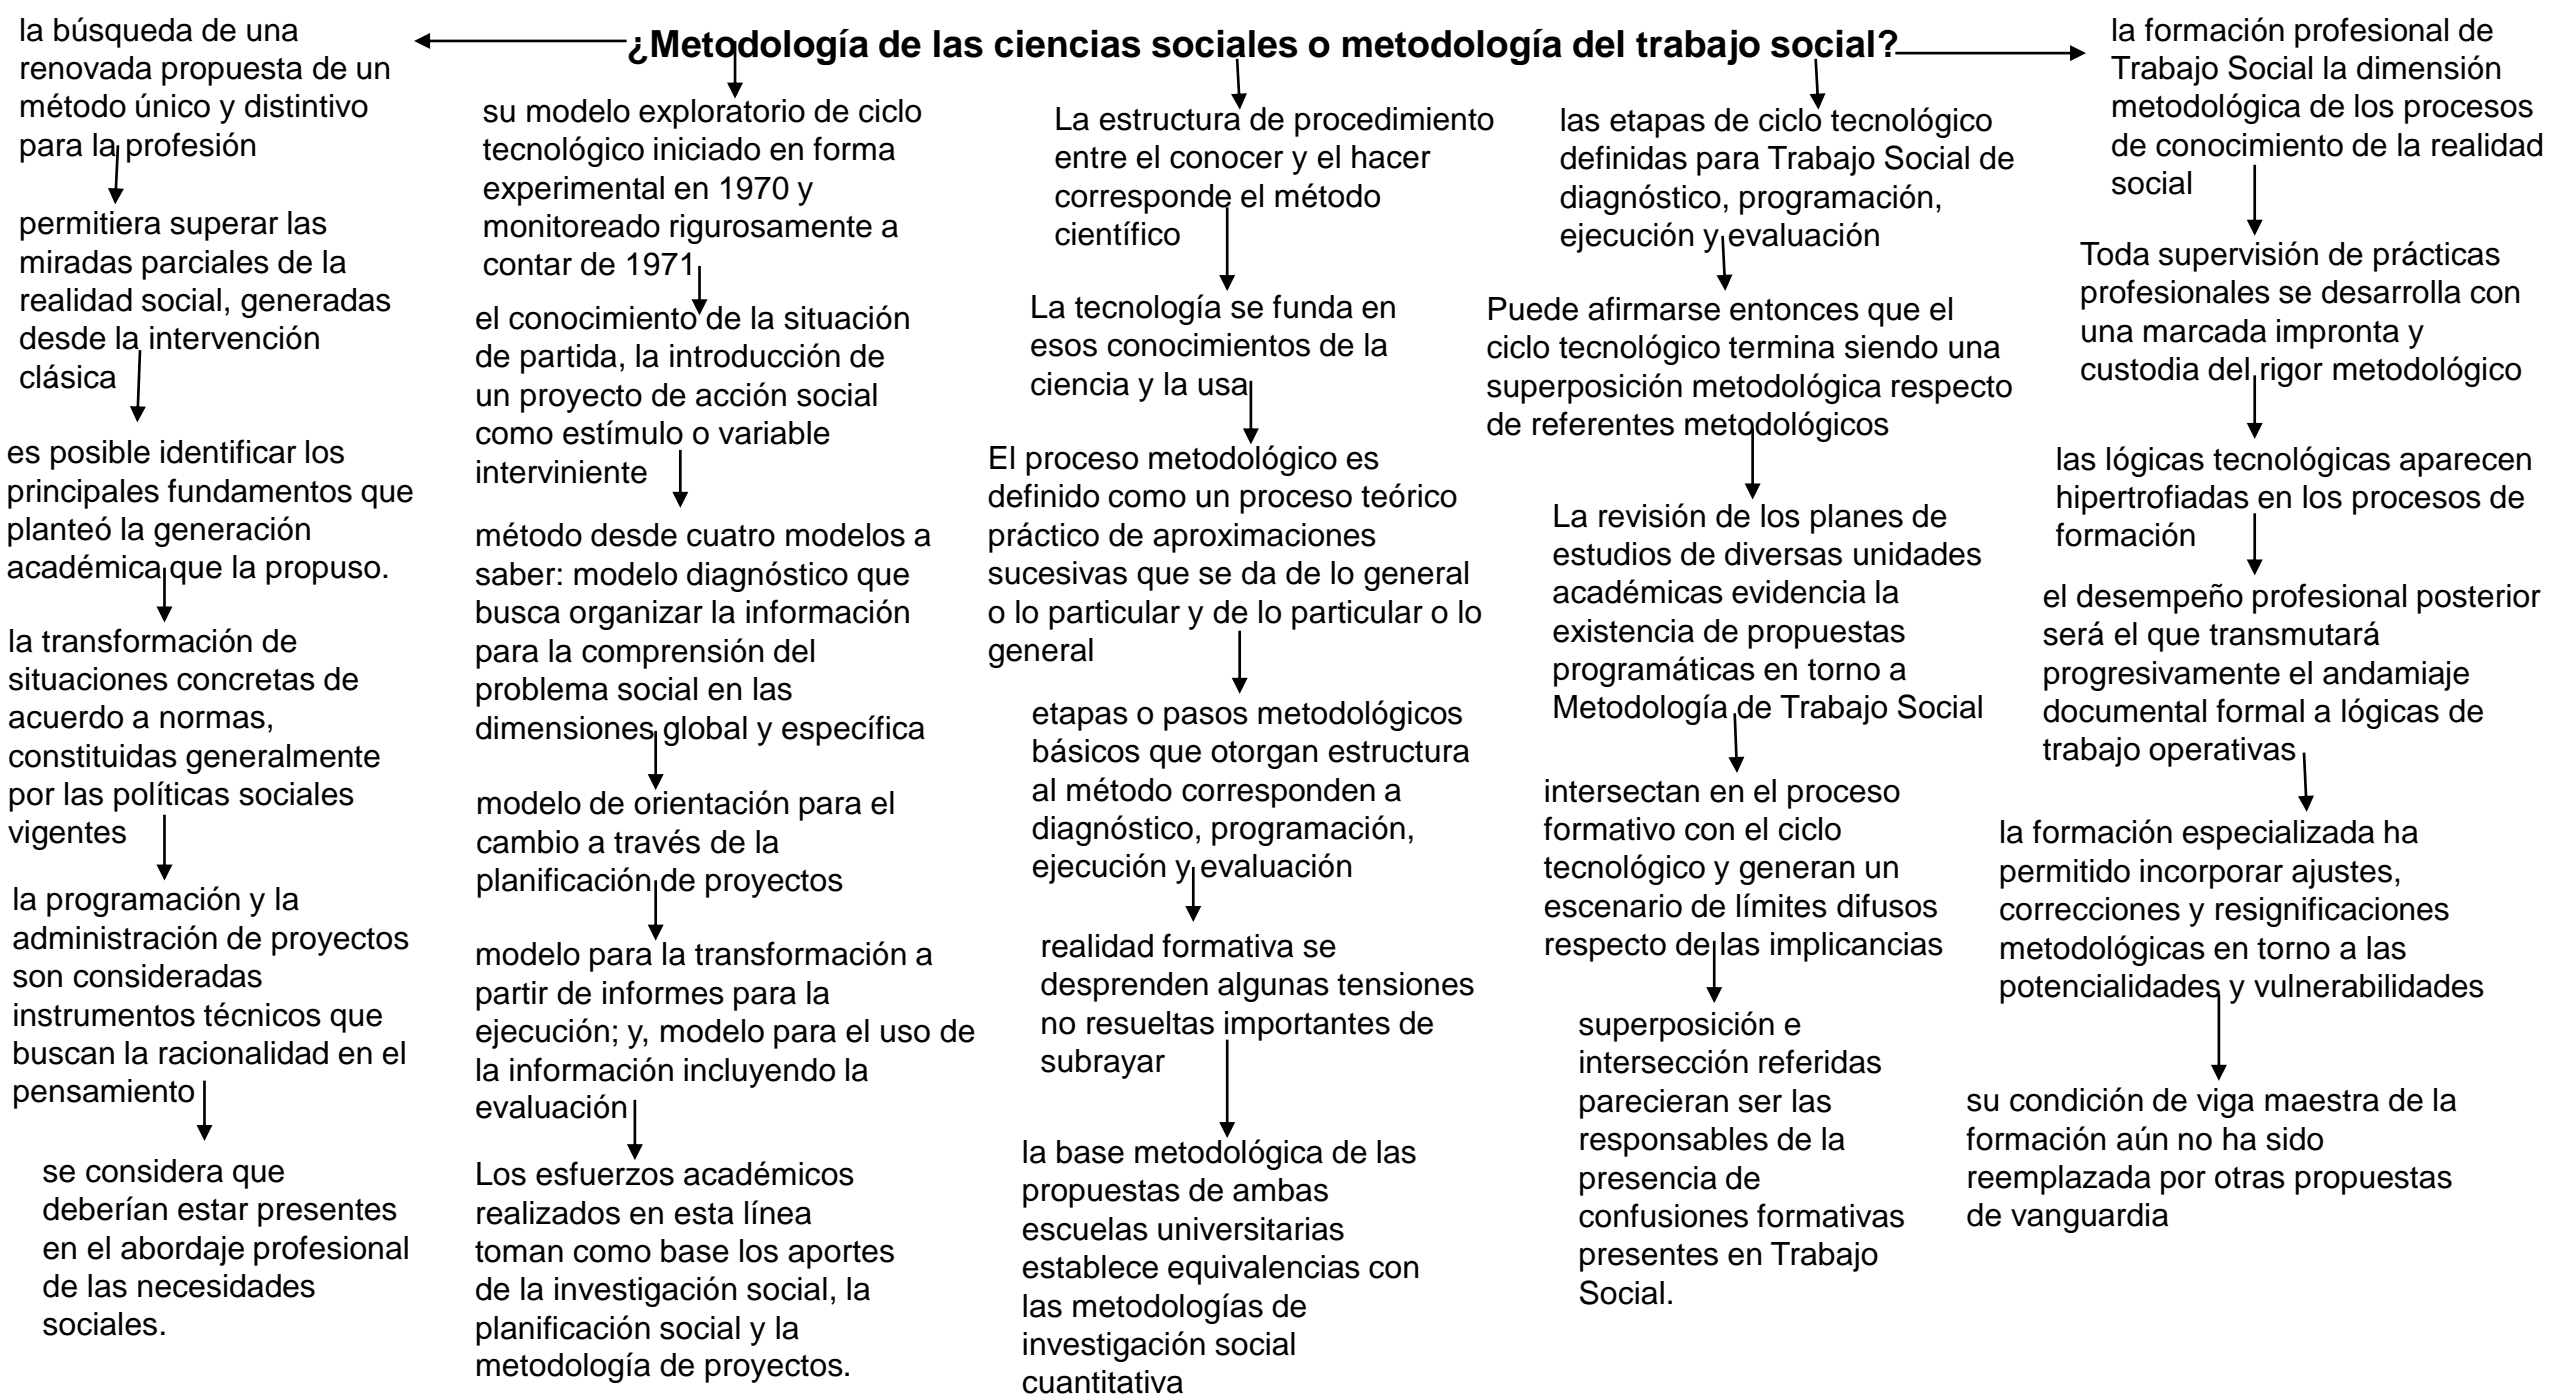 ¿Metodología de las ciencias sociales o metodología del trabajo social?
la búsqueda de una
renovada propuesta de un
método único y distintivo
para la profesión
permitiera superar las
miradas parciales de la
realidad social, generadas
desde la intervención
clásica
es posible identificar los
principales fundamentos que
planteó la generación
académica que la propuso.
la transformación de
situaciones concretas de
acuerdo a normas,
constituidas generalmente
por las políticas sociales
vigentes
la programación y la
administración de proyectos
son consideradas
instrumentos técnicos que
buscan la racionalidad en el
pensamiento
se considera que
deberían estar presentes
en el abordaje profesional
de las necesidades
sociales.
su modelo exploratorio de ciclo
tecnológico iniciado en forma
experimental en 1970 y
monitoreado rigurosamente a
contar de 1971
el conocimiento de la situación
de partida, la introducción de
un proyecto de acción social
como estímulo o variable
interviniente
método desde cuatro modelos a
saber: modelo diagnóstico que
busca organizar la información
para la comprensión del
problema social en las
dimensiones global y específica
modelo de orientación para el
cambio a través de la
planificación de proyectos
modelo para la transformación a
partir de informes para la
ejecución; y, modelo para el uso de
la información incluyendo la
evaluación
Los esfuerzos académicos
realizados en esta línea
toman como base los aportes
de la investigación social, la
planificación social y la
metodología de proyectos.
La estructura de procedimiento
entre el conocer y el hacer
corresponde el método
científico
La tecnología se funda en
esos conocimientos de la
ciencia y la usa
El proceso metodológico es
definido como un proceso teórico
práctico de aproximaciones
sucesivas que se da de lo general
o lo particular y de lo particular o lo
general
etapas o pasos metodológicos
básicos que otorgan estructura
al método corresponden a
diagnóstico, programación,
ejecución y evaluación
realidad formativa se
desprenden algunas tensiones
no resueltas importantes de
subrayar
la base metodológica de las
propuestas de ambas
escuelas universitarias
establece equivalencias con
las metodologías de
investigación social
cuantitativa
las etapas de ciclo tecnológico
definidas para Trabajo Social de
diagnóstico, programación,
ejecución y evaluación
Puede afirmarse entonces que el
ciclo tecnológico termina siendo una
superposición metodológica respecto
de referentes metodológicos
La revisión de los planes de
estudios de diversas unidades
académicas evidencia la
existencia de propuestas
programáticas en torno a
Metodología de Trabajo Social
intersectan en el proceso
formativo con el ciclo
tecnológico y generan un
escenario de límites difusos
respecto de las implicancias
superposición e
intersección referidas
parecieran ser las
responsables de la
presencia de
confusiones formativas
presentes en Trabajo
Social.
la formación profesional de
Trabajo Social la dimensión
metodológica de los procesos
de conocimiento de la realidad
social
Toda supervisión de prácticas
profesionales se desarrolla con
una marcada impronta y
custodia del rigor metodológico
las lógicas tecnológicas aparecen
hipertrofiadas en los procesos de
formación
el desempeño profesional posterior
será el que transmutará
progresivamente el andamiaje
documental formal a lógicas de
trabajo operativas
la formación especializada ha
permitido incorporar ajustes,
correcciones y resignificaciones
metodológicas en torno a las
potencialidades y vulnerabilidades
su condición de viga maestra de la
formación aún no ha sido
reemplazada por otras propuestas
de vanguardia